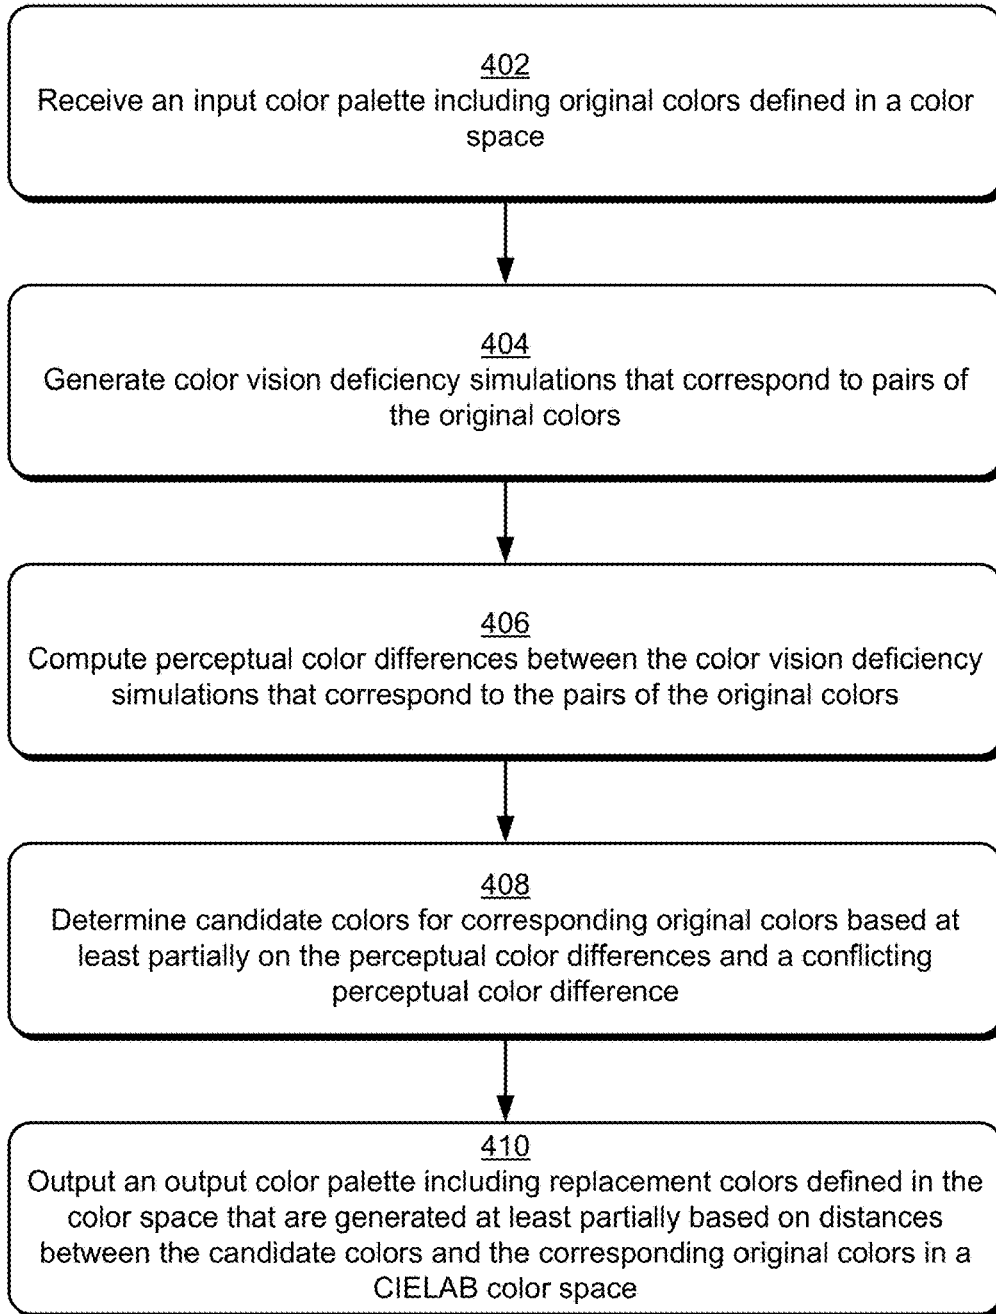 402
Receive an input color palette including original colors defined in a color
space
404
Generate color vision deficiency simulations that correspond to pairs of
the original colors
406
Compute perceptual color differences between the color vision deficiency
simulations that correspond to the pairs of the original colors
408
Determine candidate colors for corresponding original colors based at
least partially on the perceptual color differences and a conflicting
perceptual color difference
410
Output an output color palette including replacement colors defined in the
color space that are generated at least partially based on distances
between the candidate colors and the corresponding original colors in a
CIELAB color space